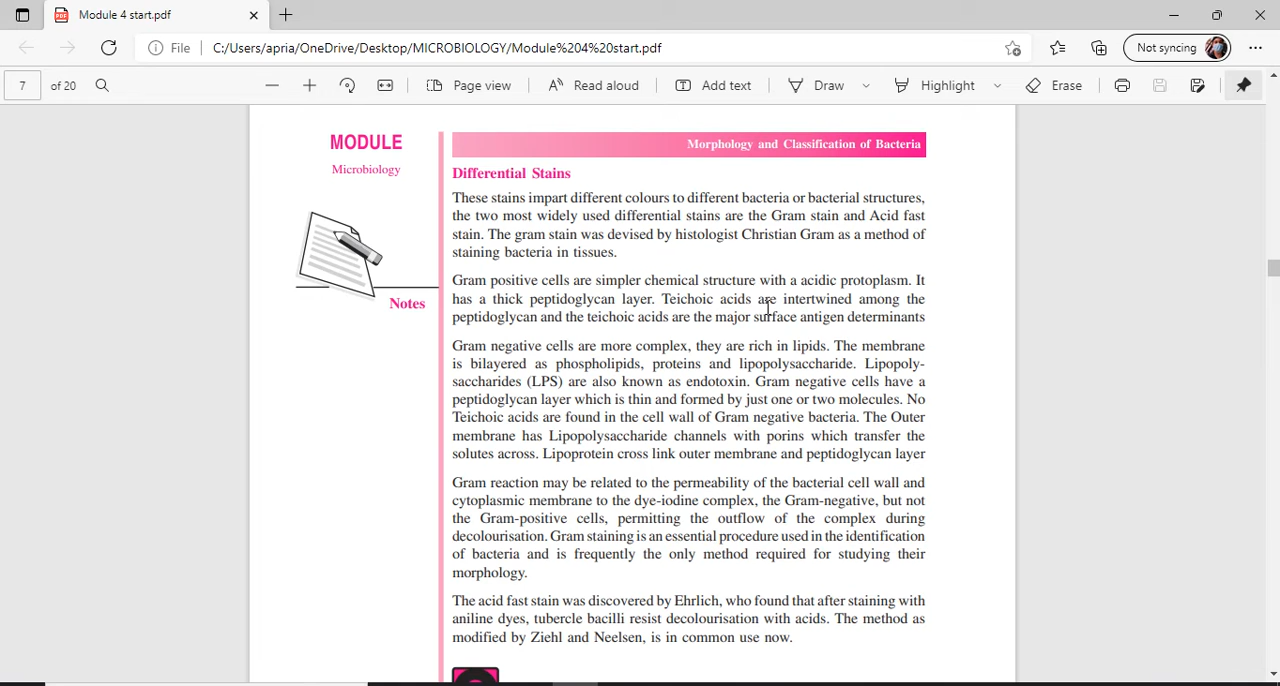 Module 4 start.pdf
File
C:/Users/apria/OneDrive/Desktop/MICROBIOLOGY/Module%204%20start.pdf
Not syncing
7 of 20
Page view
Read aloud
Add text
Draw
Highlight
Erase
MODULE
Microbiology
Notes
Morphology and Classification of Bacteria
Differential Stains
These stains impart different colours to different bacteria or bacterial structures,
the two most widely used differential stains are the Gram stain and Acid fast
stain. The gram stain was devised by histologist Christian Gram as a method of
staining bacteria in tissues.
Gram positive cells are simpler chemical structure with a acidic protoplasm. It
has a thick peptidoglycan layer. Teichoic acids are intertwined among the
peptidoglycan and the teichoic acids are the major surface antigen determinants
Gram negative cells are more complex, they are rich in lipids. The membrane
is bilayered as phospholipids, proteins and lipopolysaccharide. Lipopoly-
saccharides (LPS) are also known as endotoxin. Gram negative cells have a
peptidoglycan layer which is thin and formed by just one or two molecules. No
Teichoic acids are found in the cell wall of Gram negative bacteria. The Outer
membrane has Lipopolysaccharide channels with porins which transfer the
solutes across. Lipoprotein cross link outer membrane and peptidoglycan layer
Gram reaction may be related to the permeability of the bacterial cell wall and
cytoplasmic membrane to the dye-iodine complex, the Gram-negative, but not
the Gram-positive cells, permitting the outflow of the complex during
decolourisation. Gram staining is an essential procedure used in the identification
of bacteria and is frequently the only method required for studying their
morphology.
The acid fast stain was discovered by Ehrlich, who found that after staining with
aniline dyes, tubercle bacilli resist decolourisation with acids. The method as
modified by Ziehl and Neelsen, is in common use now.